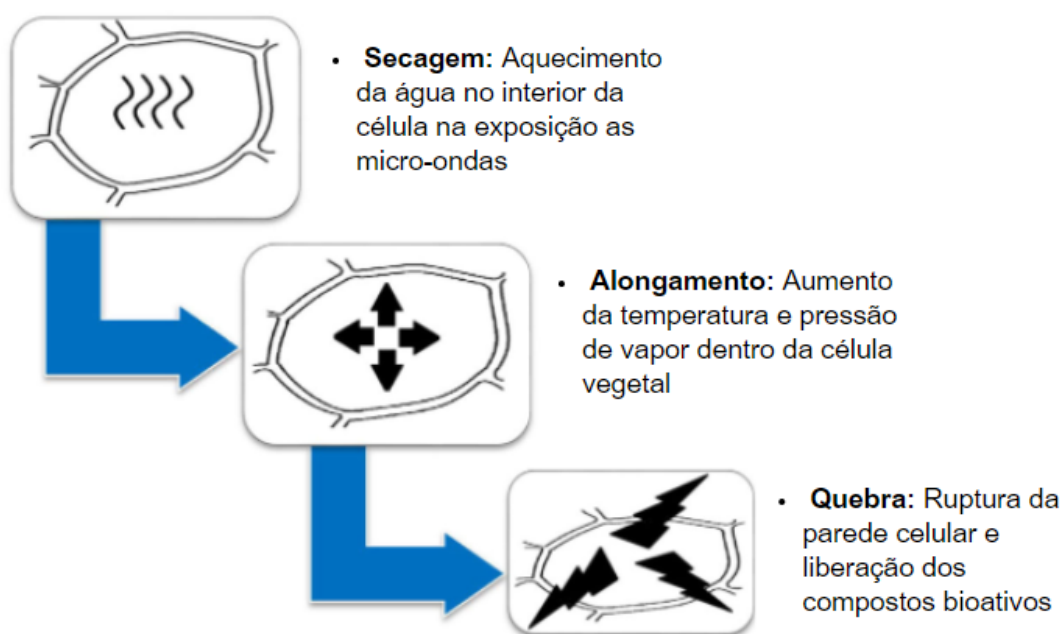 • Secagem: Aquecimento
da água no interior da
célula na exposição as
micro-ondas
• Alongamento: Aumento
da temperatura e pressão
de vapor dentro da célula
vegetal
• Quebra: Ruptura da
parede celular e
liberação dos
compostos bioativos